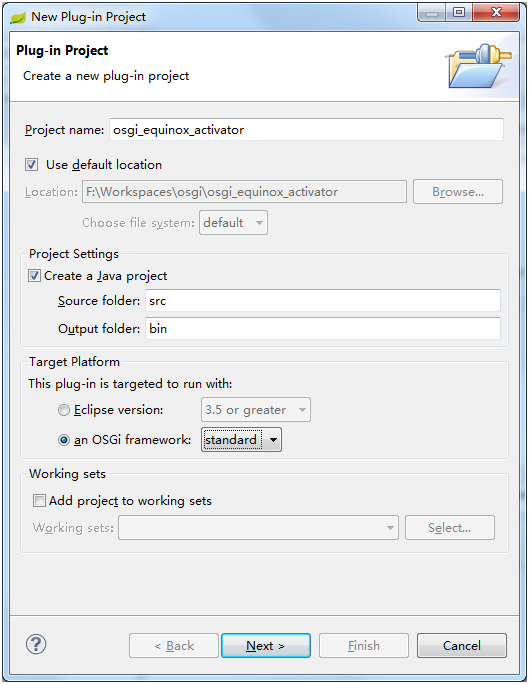 New Plug-in Project
Plug-in Project
Create a new plug-in project
Project name: osgi_equinox_activator
Use default location
Location: F:\Workspaces\osgi\osgi_equinox_activator Browse...
Choose file system: default
Project Settings
Create a Java project
Source folder: src
Output folder: bin
Target Platform
This plug-in is targeted to run with:
Eclipse version: 3.5 or greater
an OSGi framework: standard
Working sets
Add project to working sets
Working sets: Select...
? < Back Next > Finish Cancel